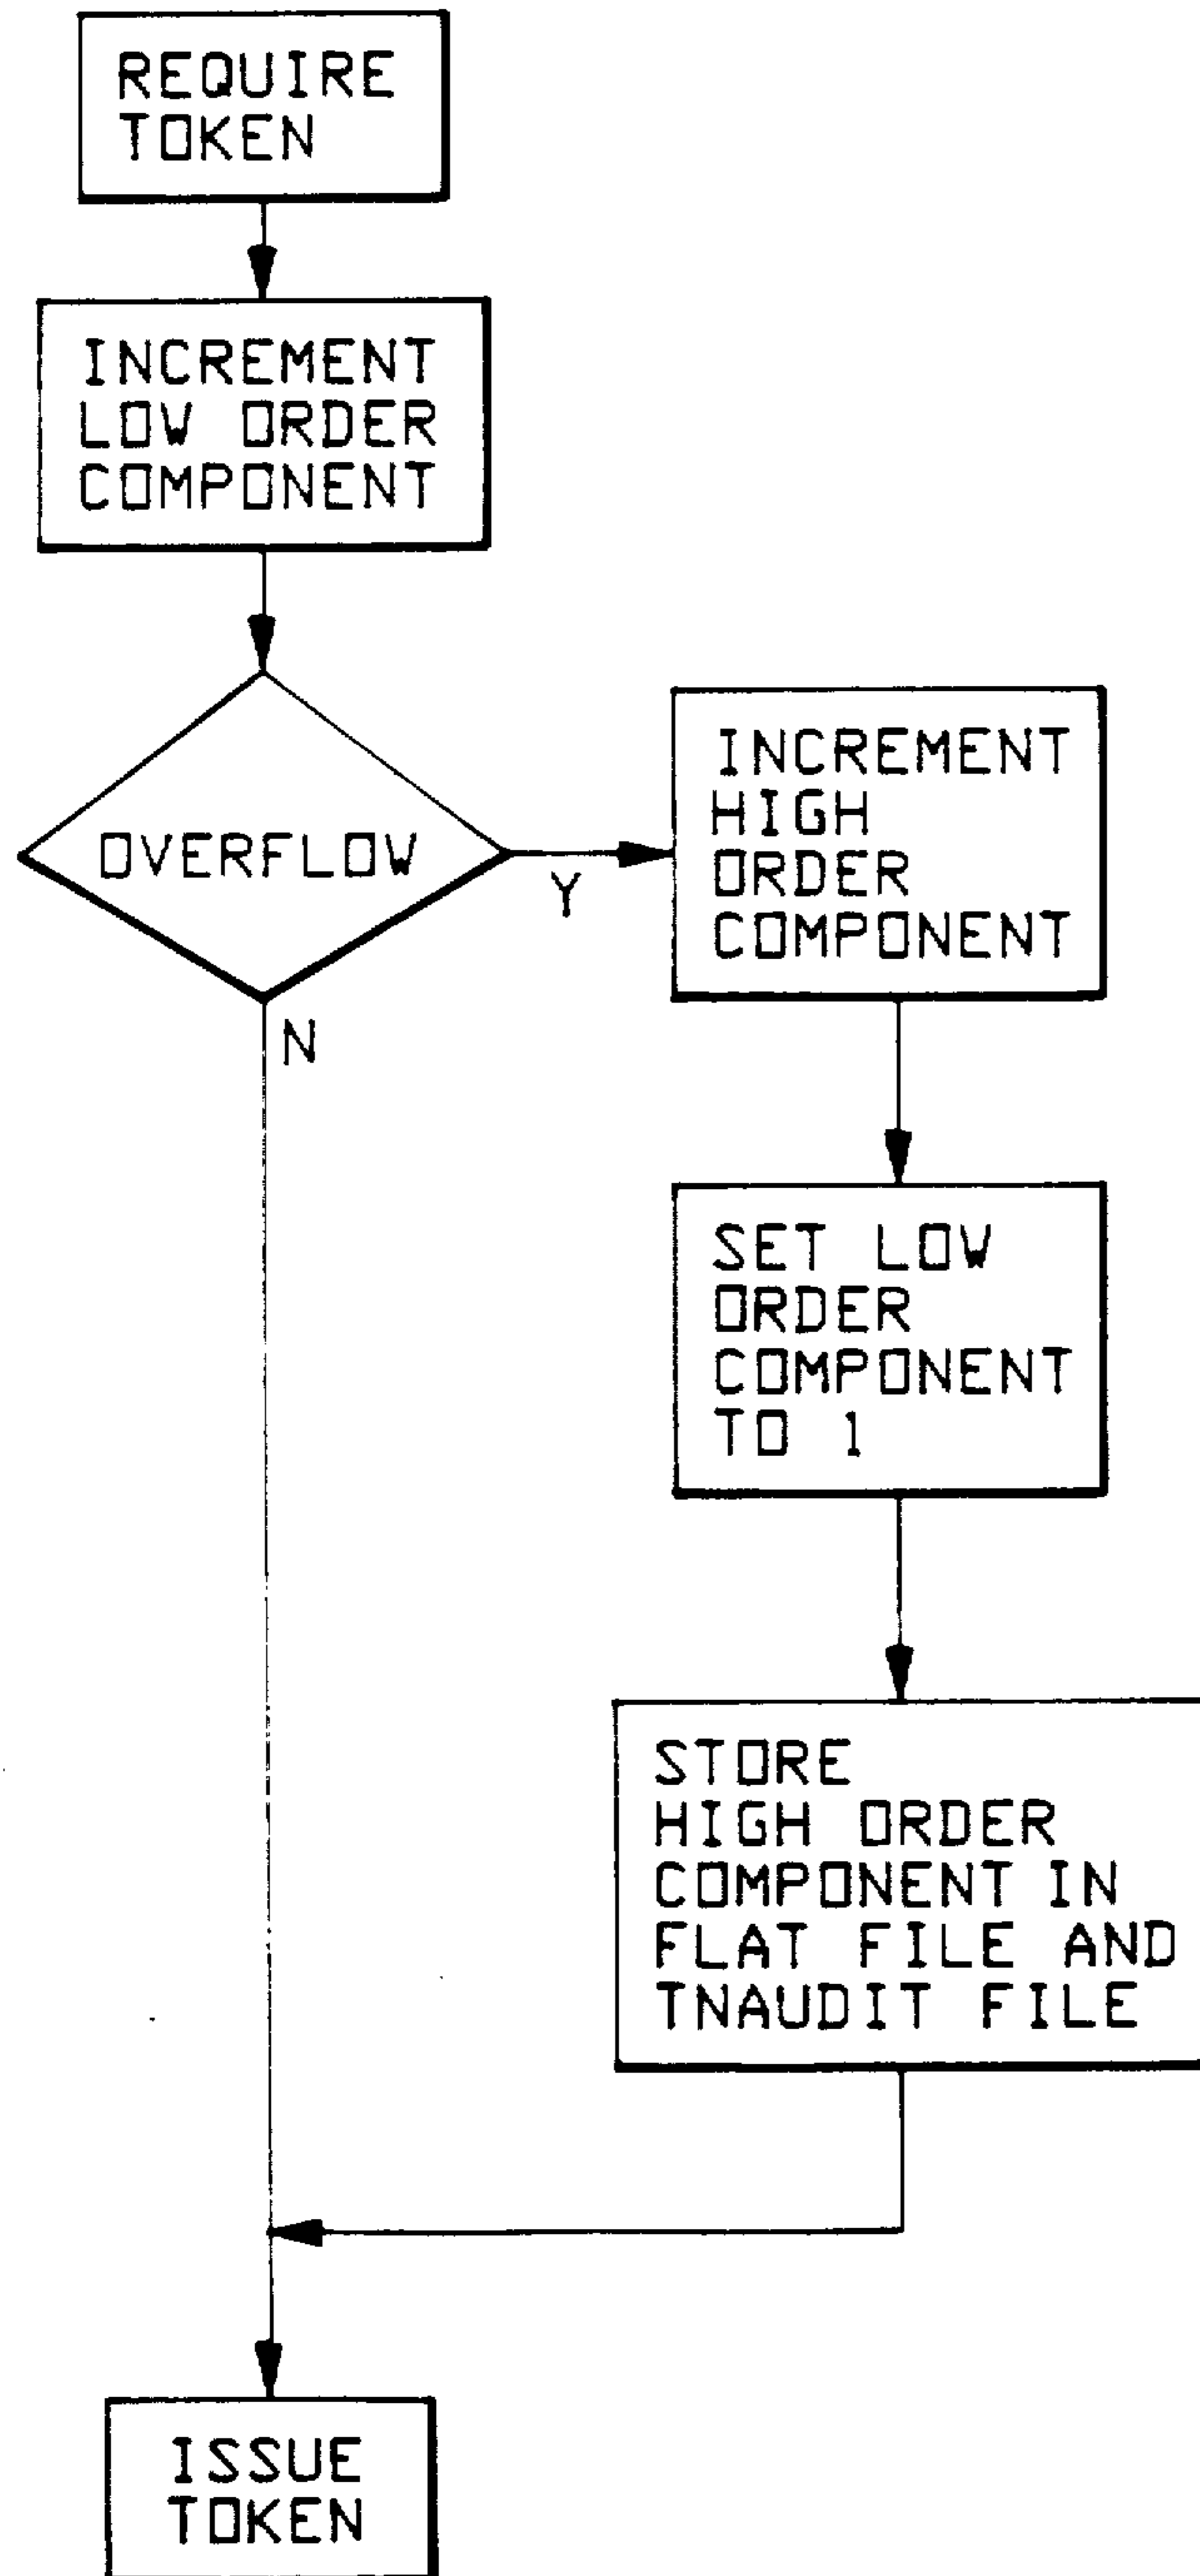 REQUIRE
TOKEN
INCREMENT
LOW ORDER
COMPONENT
OVERFLOW
Y
N
INCREMENT
HIGH
ORDER
COMPONENT
SET LOW
ORDER
COMPONENT
TO 1
STORE
HIGH ORDER
COMPONENT IN
FLAT FILE AND
TNAUDIT FILE
ISSUE
TOKEN